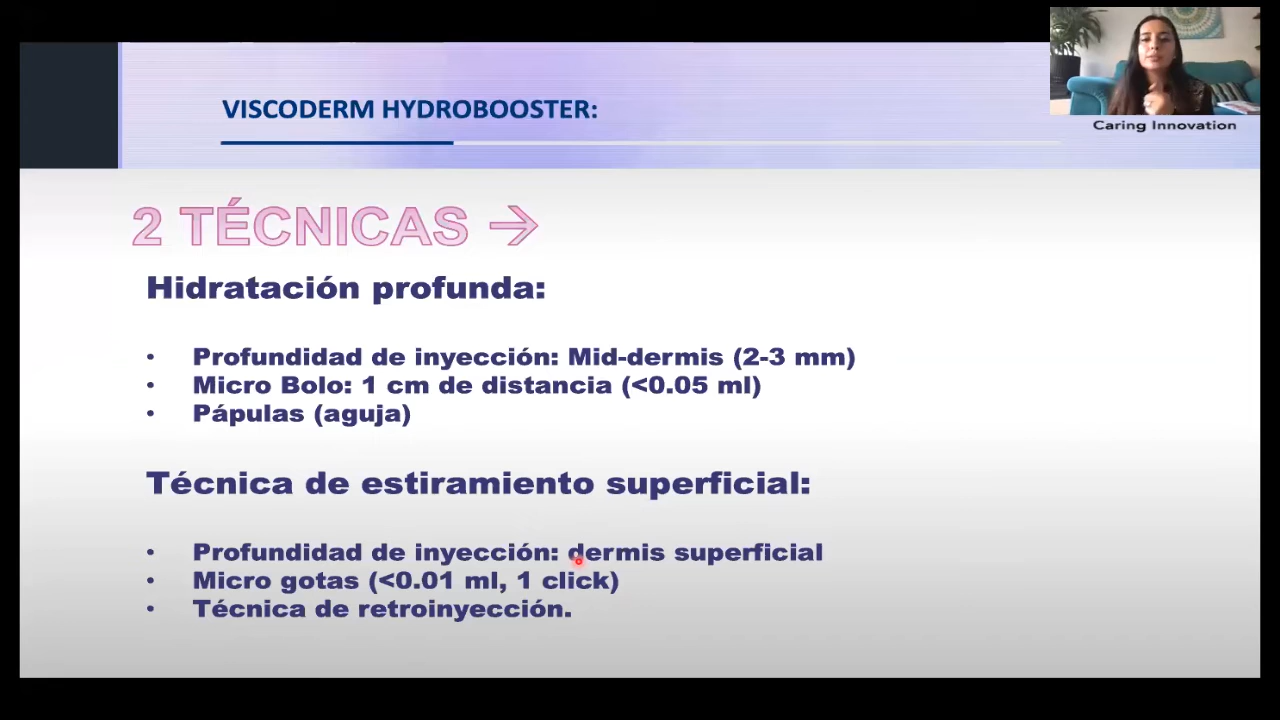 Caring Innovation
VISCODERM HYDROBOOSTER:
2 TÉCNICAS →
Hidratación profunda:
• Profundidad de inyección: Mid-dermis (2-3 mm)
• Micro Bolo: 1 cm de distancia (<0.05 ml)
• Pápulas (aguja)
Técnica de estiramiento superficial:
• Profundidad de inyección: dermis superficial
• Micro gotas (<0.01 ml, 1 click)
• Técnica de retroinyección.